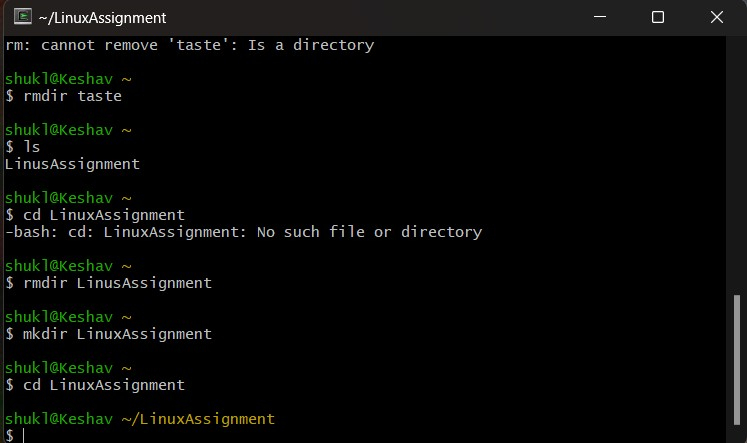 ~/LinuxAssignment
rm: cannot remove 'taste': Is a directory
shukl@Keshav ~
$ rmdir taste
shukl@Keshav ~
$ ls
LinusAssignment
shukl@Keshav ~
$ cd LinuxAssignment
-bash: cd: LinuxAssignment: No such file or directory
shukl@Keshav ~
$ rmdir LinusAssignment
shukl@Keshav ~
$ mkdir LinuxAssignment
shukl@Keshav ~
$ cd LinuxAssignment
shukl@Keshav ~/LinuxAssignment
$